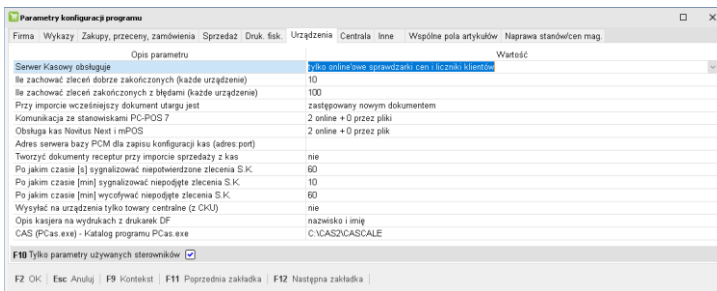 Parametry konfiguracji programu
Firma Wykazy Zakupy, przeceny, zamówienia Sprzedaż Druk. fisk. Urządzenia Centrala Inne Wspólne pola artykułów Naprawa stanów/cen mag.
Opis parametru Wartość
Serwer Kasowy obsługuje tylko online'owe sprawdzarki cen i liczniki klientów
Ile zachować zleceń dobrze zakończonych (każde urządzenie) 10
Ile zachować zleceń zakończonych z błędami (każde urządzenie) 100
Przy imporcie wcześniejszy dokument utargu jest zastępowany nowym dokumentem
Komunikacja ze stanowiskami PC-POS 7 2 online + 0 przez pliki
Obsługa kas Novitus Next i mPOS 2 online + 0 przez plik
Adres serwera bazy PCM dla zapisu konfiguracji kas (adres:port)
Tworzyć dokumenty receptur przy imporcie sprzedaży z kas nie
Po jakim czasie [s] sygnalizować niepotwierdzone zlecenia S.K. 60
Po jakim czasie [min] sygnalizować niepodjęte zlecenia S.K. 10
Po jakim czasie [min] wycofywać niepodjęte zlecenia S.K. 60
Wysyłać na urządzenia tylko towary centralne (z CKU) nie
Opis kasjera na wydrukach z drukarek DF nazwisko i imię
CAS (PCas.exe) - Katalog programu PCas.exe C:\CAS2\CASCALE
F10 Tylko parametry używanych sterowników
F2 OK Esc Anuluj F9 Kontekst F11 Poprzednia zakładka F12 Następna zakładka